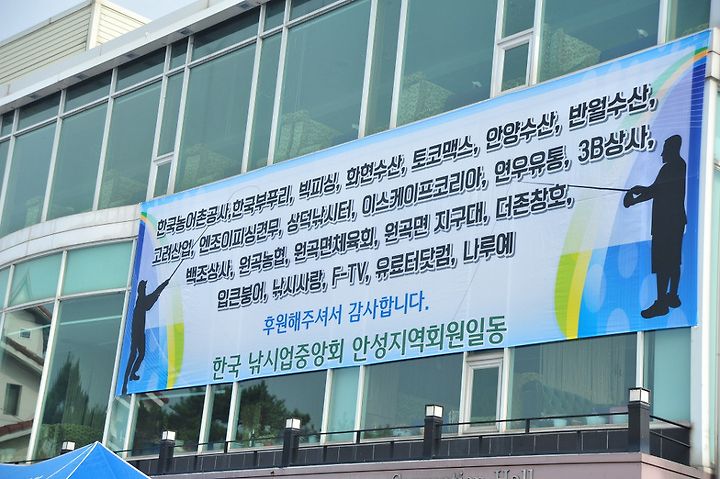 한국농어촌공사,한국부푸리, 빅피싱, 화현수산, 토코맥스, 안양수산, 반월수산,
고려산업, 엔조이피싱견무, 상덕낚시터, 이스케이프코리아, 연우유통, 3B상사,
백조상사, 원곡농협, 원곡면체육회, 원곡면 지구대, 더존창호,
입큰붕어, 낚시사랑, F-TV, 유료터닷컴, 나루예
후원해주셔서 감사합니다.
한국 낚시업중앙회 안성지역회원일동
Hall